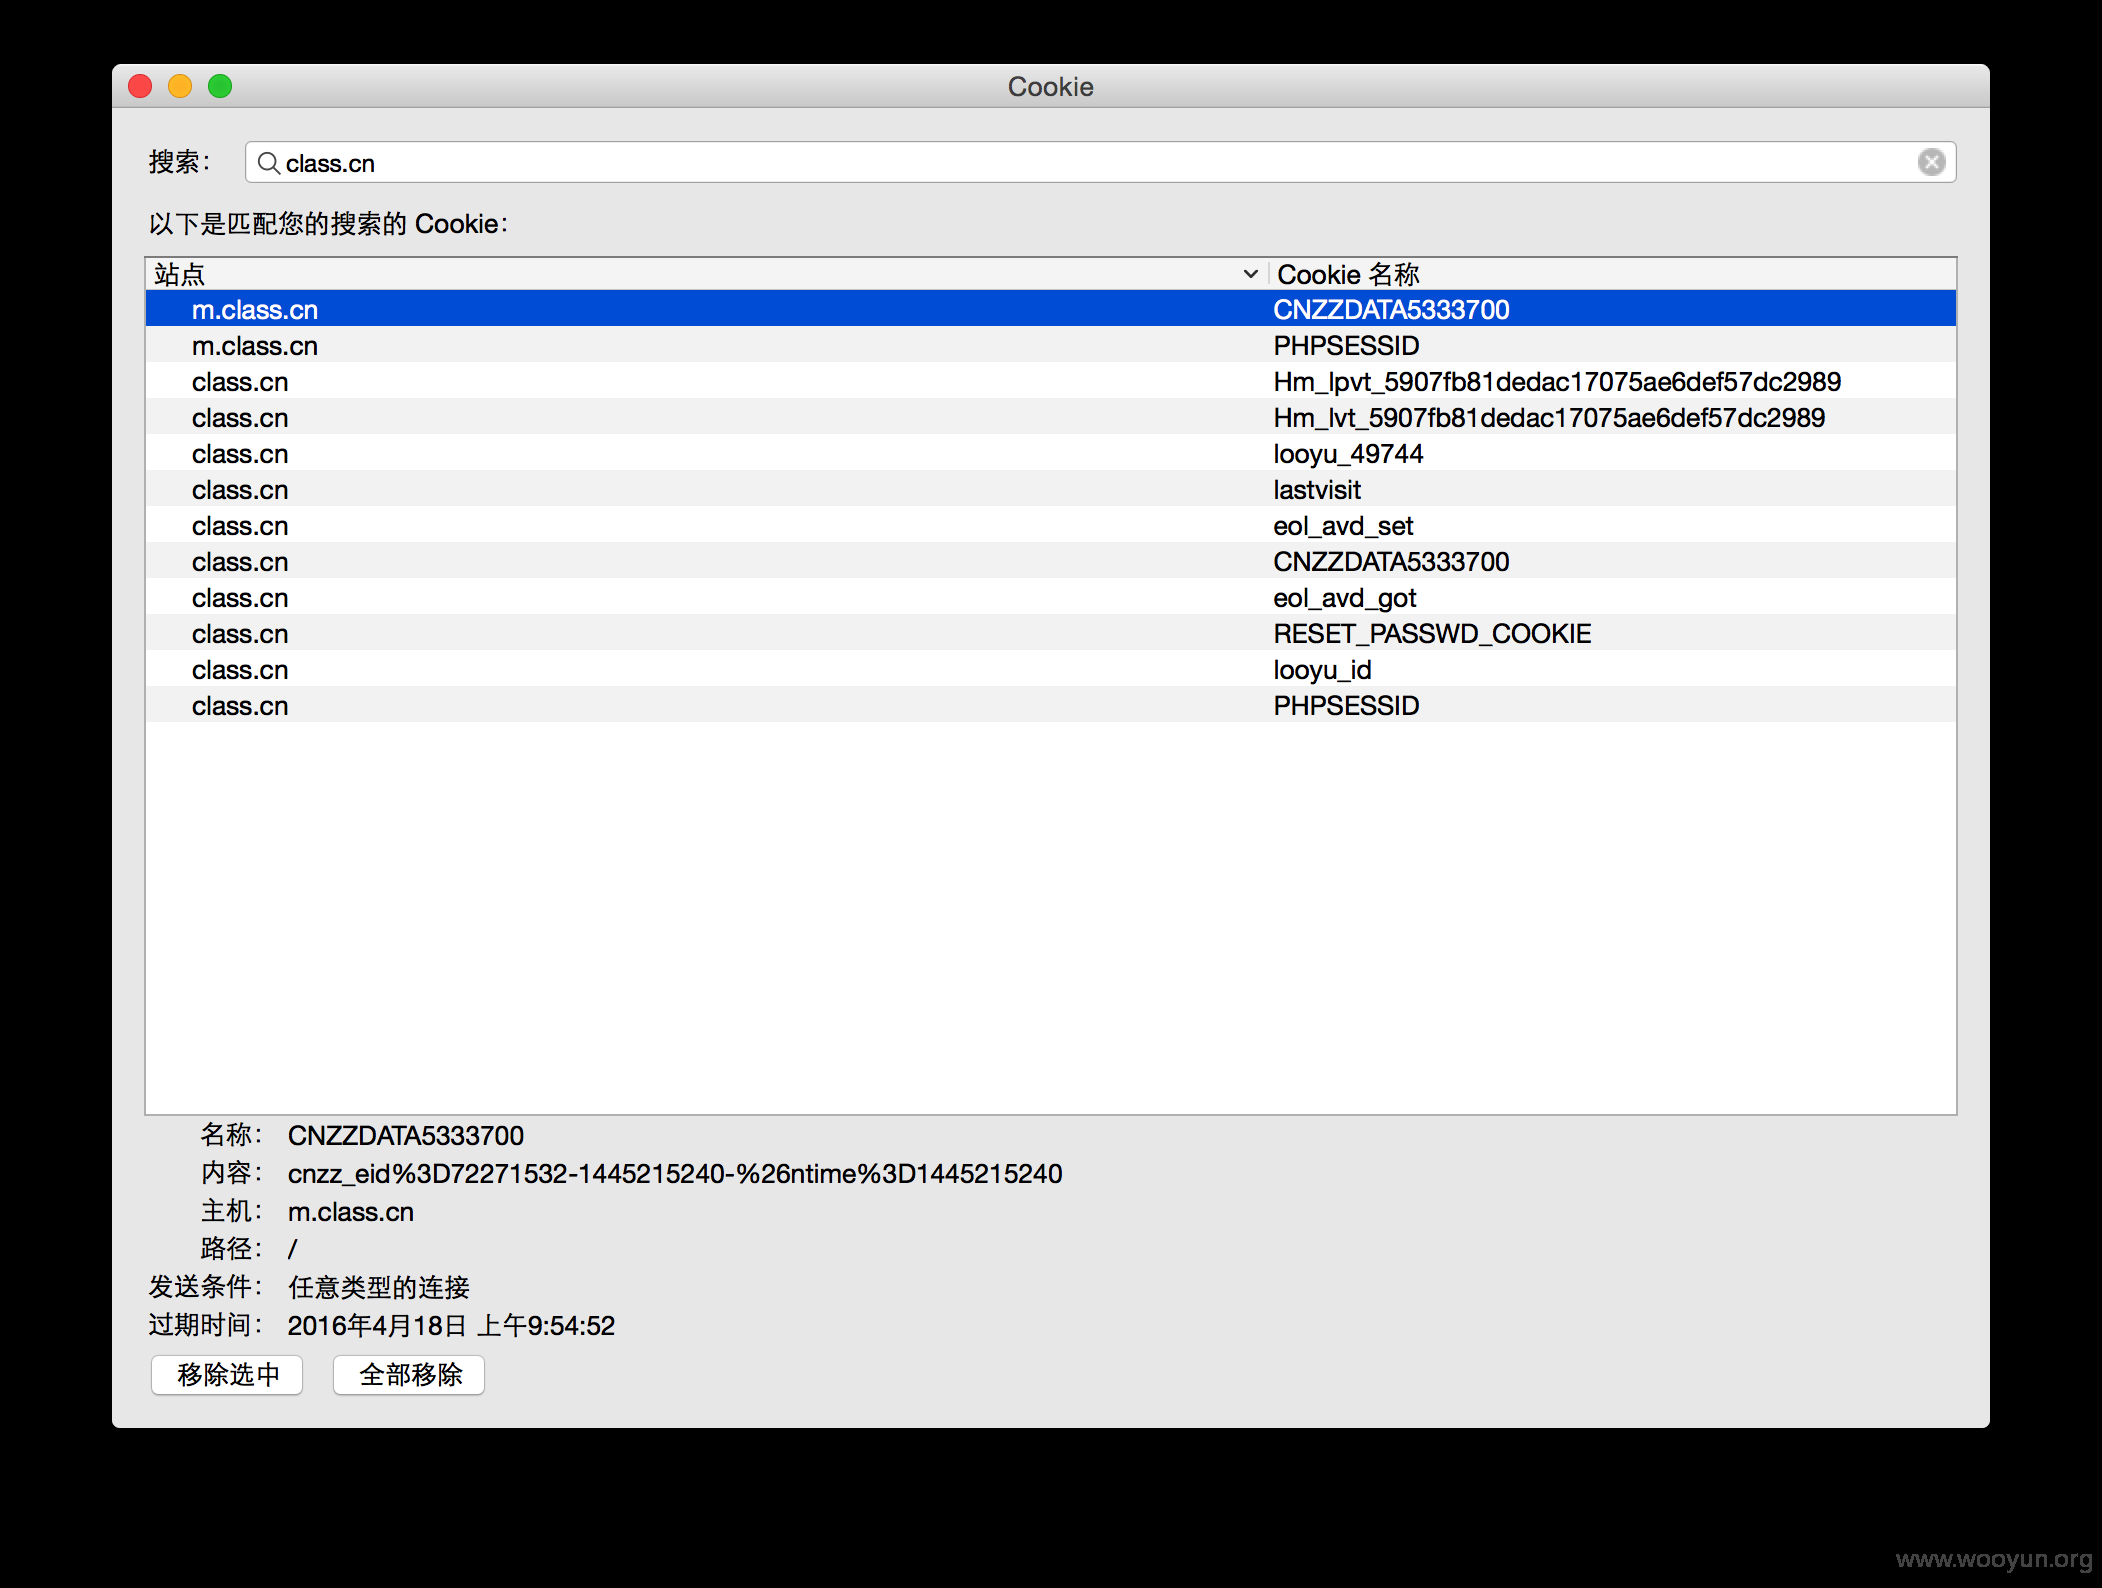 Cookie
搜索： class.cn
以下是匹配您的搜索的 Cookie：
站点 Cookie 名称
m.class.cn CNZZDATA5333700
m.class.cn PHPSESSID
class.cn Hm_lpvt_5907fb81dedac17075ae6def57dc2989
class.cn Hm_lvt_5907fb81dedac17075ae6def57dc2989
class.cn looyu_49744
class.cn lastvisit
class.cn eol_avd_set
class.cn CNZZDATA5333700
class.cn eol_avd_got
class.cn RESET_PASSWD_COOKIE
class.cn looyu_id
class.cn PHPSESSID
名称： CNZZDATA5333700
内容： cnzz_eid%3D72271532-1445215240-%26ntime%3D1445215240
主机： m.class.cn
路径： /
发送条件： 任意类型的连接
过期时间： 2016年4月18日 上午9:54:52
移除选中 全部移除
www.wooyun.org